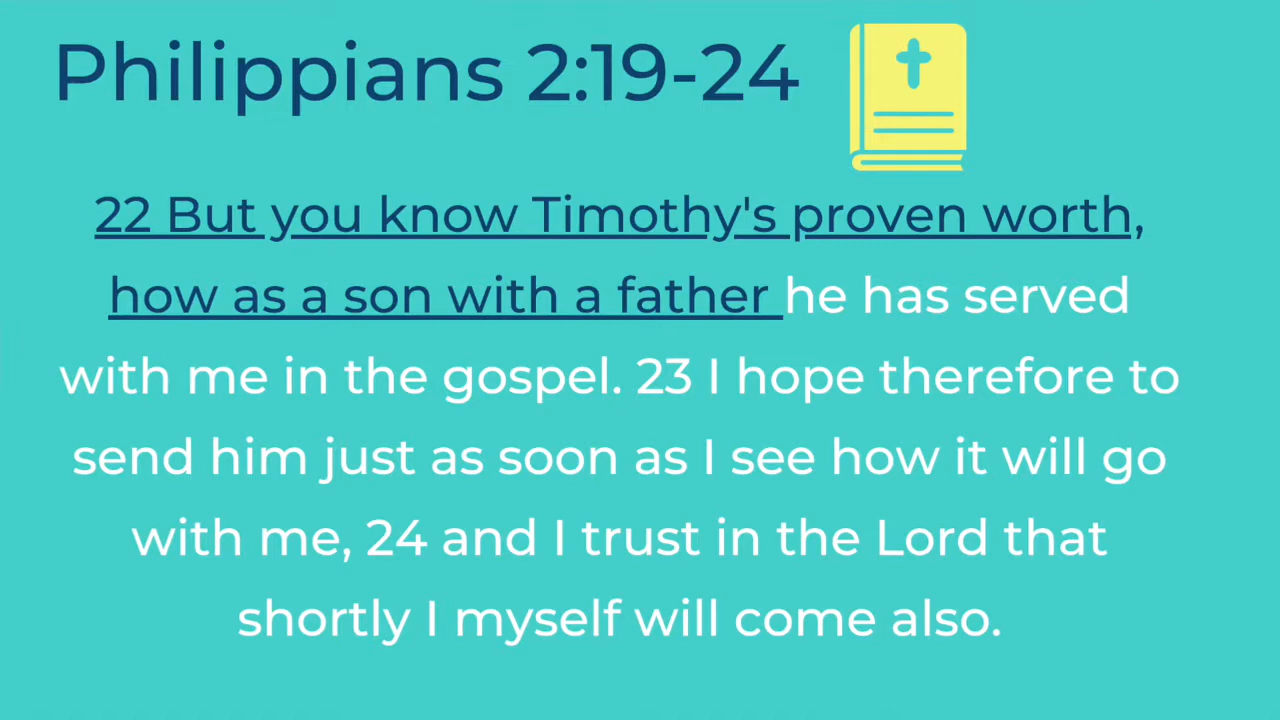 Philippians 2:19-24
22 But you know Timothy's proven worth,
how as a son with a father he has served
with me in the gospel. 23 I hope therefore to
send him just as soon as I see how it will go
with me, 24 and I trust in the Lord that
shortly I myself will come also.